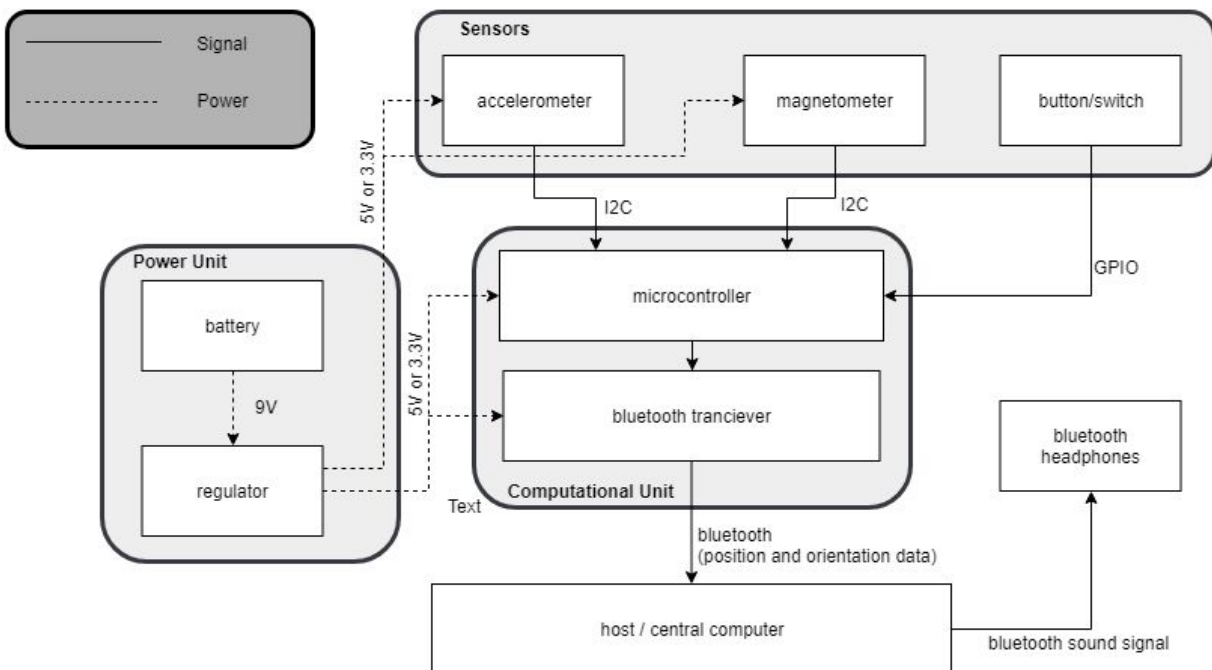 Signal
Power
Sensors
accelerometer
magnetometer
button/switch
5V or 3.3V
I2C
I2C
GPIO
Power Unit
battery
9V
regulator
5V or 3.3V
microcontroller
bluetooth tranciever
Computational Unit
Text
bluetooth
(position and orientation data)
bluetooth
headphones
host / central computer
bluetooth sound signal